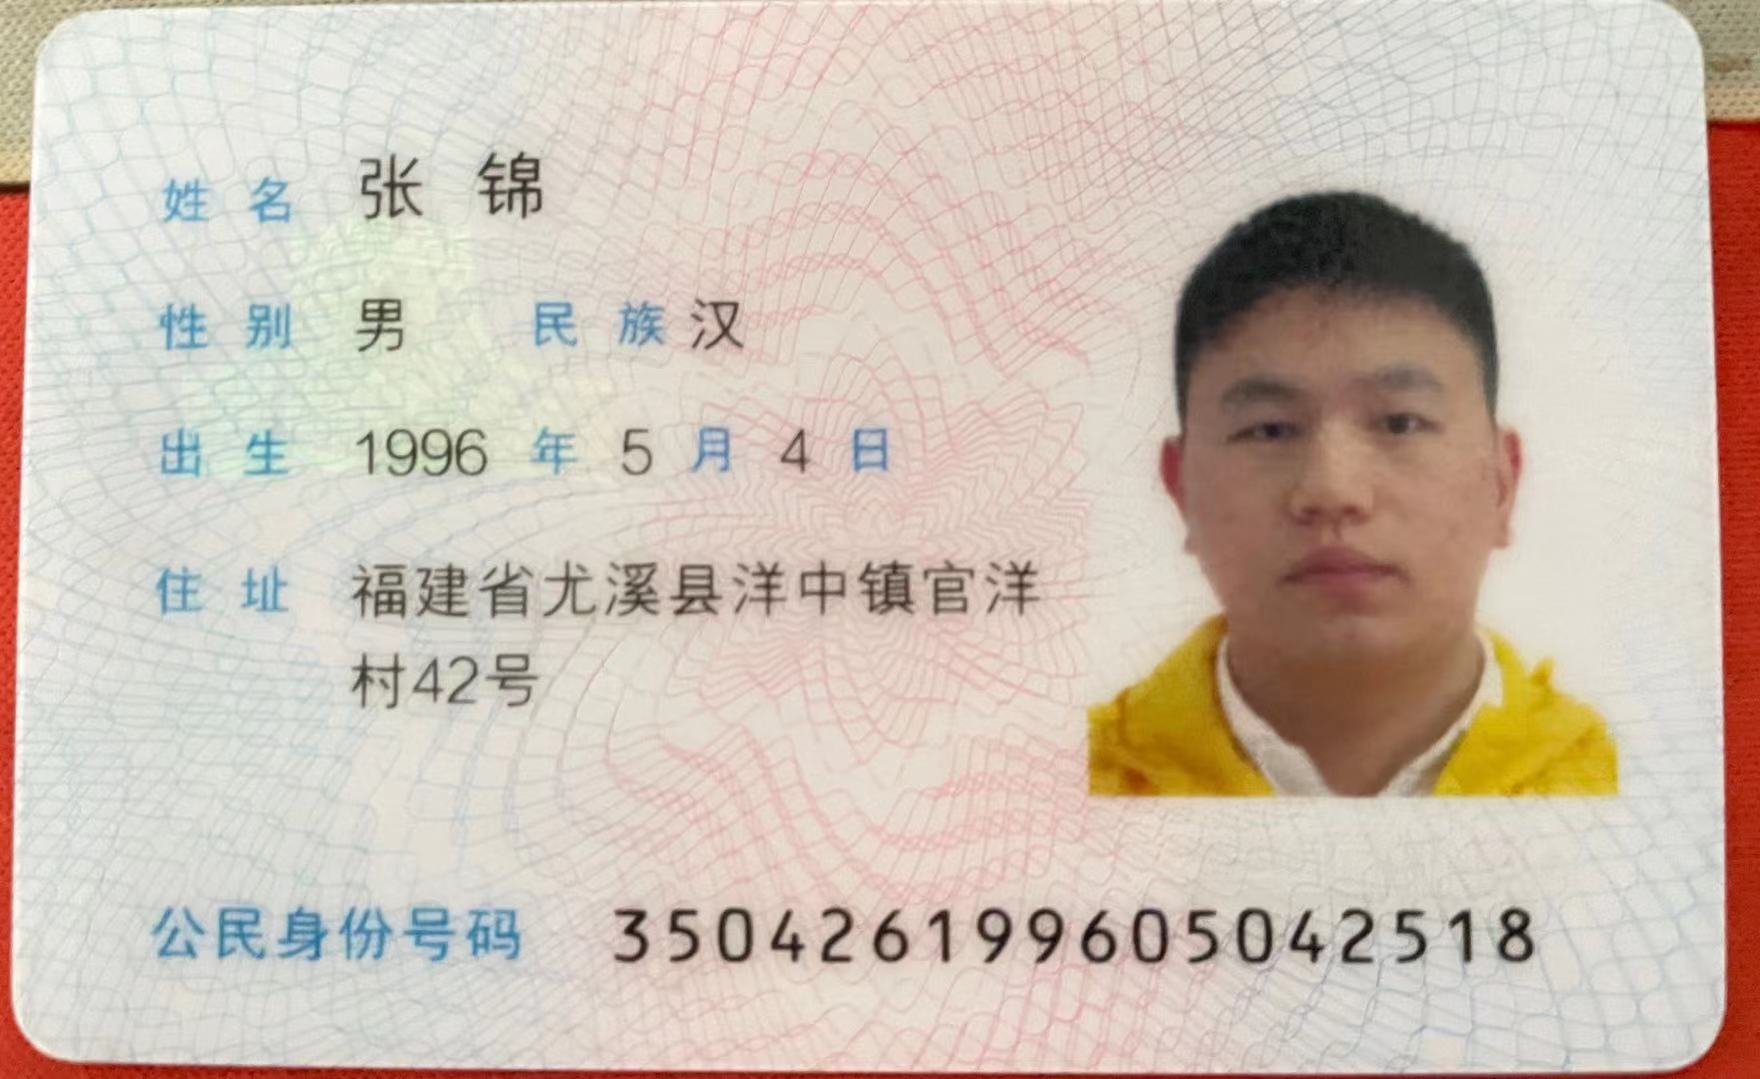 姓名 张锦
性别 男 民族 汉
出生 1996 年 5 月 4 日
住址 福建省尤溪县洋中镇官洋
村42号
公民身份号码 350426199605042518